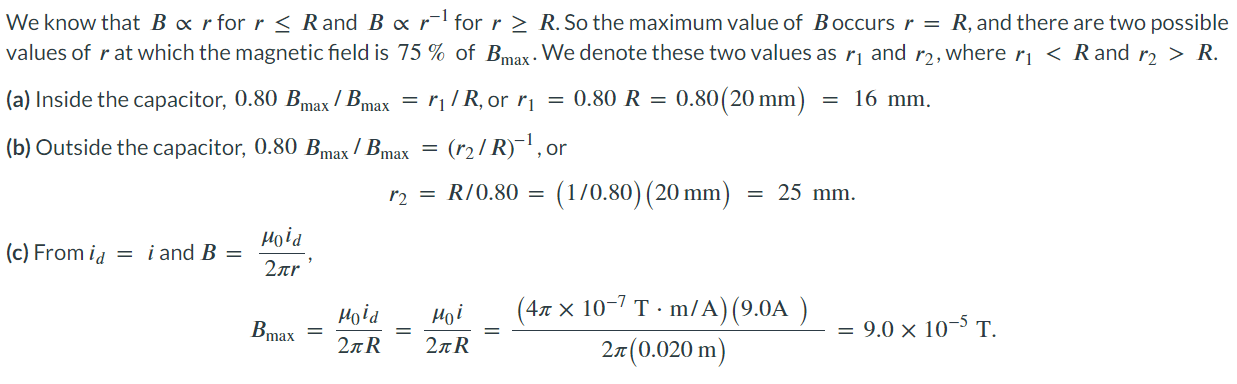 We know that B ∝ r for r ≤ R and B ∝ r⁻¹ for r ≥ R. So the maximum value of B occurs r = R, and there are two possible
values of r at which the magnetic field is 75 % of Bₘₐₓ. We denote these two values as r₁ and r₂, where r₁ < R and r₂ > R.
(a) Inside the capacitor, 0.80 Bₘₐₓ / Bₘₐₓ = r₁ / R, or r₁ = 0.80 R = 0.80(20 mm) = 16 mm.
(b) Outside the capacitor, 0.80 Bₘₐₓ / Bₘₐₓ = (r₂ / R)⁻¹, or
r₂ = R/0.80 = (1/0.80)(20 mm) = 25 mm.
(c) From i_d = i and B = μ₀i_d / 2πr,
Bₘₐₓ = μ₀i_d / 2πR = μ₀i / 2πR = (4π × 10⁻⁷ T · m/A)(9.0A ) / 2π(0.020 m) = 9.0 × 10⁻⁵ T.